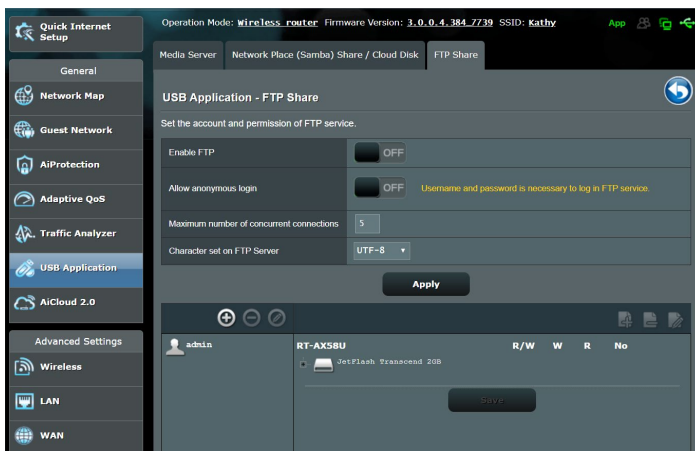 Quick Internet
Setup
Operation Mode: Wireless router Firmware Version: 3.0.0.4.384_7739 SSID: Kathy
App
Media Server
Network Place (Samba) Share / Cloud Disk
FTP Share
General
Network Map
Guest Network
AiProtection
Adaptive QoS
Traffic Analyzer
USB Application
AiCloud 2.0
Advanced Settings
Wireless
LAN
WAN
USB Application - FTP Share
Set the account and permission of FTP service.
Enable FTP
OFF
Allow anonymous login
OFF
Username and password is necessary to log in FTP service.
Maximum number of concurrent connections
5
Character set on FTP Server
UTF-8
Apply
admin
RT-AX58U
R/W W R No
JetFlash Transcend 2GB
Save